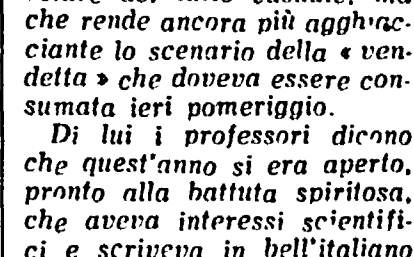 che rende ancora più agghiac-
ciante lo scenario della « ven-
detta » che doveva essere con-
sumata ieri pomeriggio.
Di lui i professori dicono
che quest'anno si era aperto,
pronto alla battuta spiritosa,
che aveva interessi scientifi-
ci e scriveva in bell'italiano